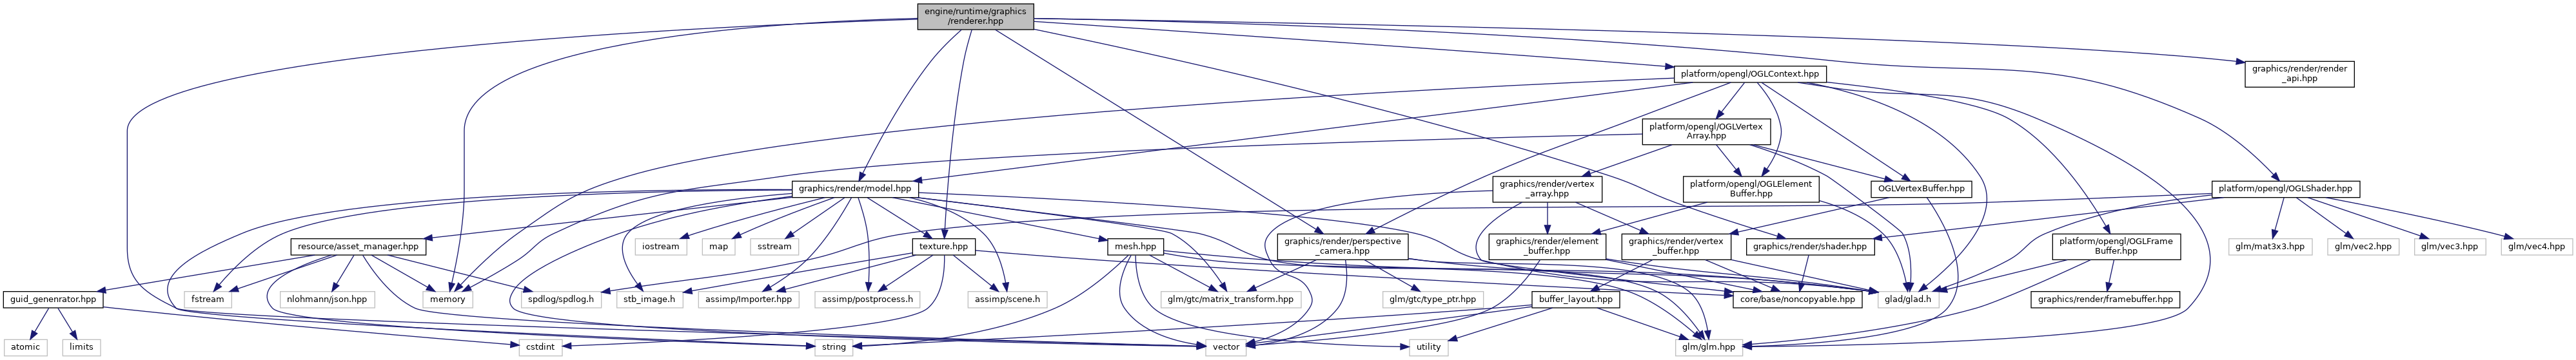 engine/runtime/graphics
/renderer.hpp
platform/opengl/OGLContext.hpp
graphics/render/render
_api.hpp
platform/opengl/OGLVertex
Array.hpp
graphics/render/model.hpp
graphics/render/vertex
_array.hpp
platform/opengl/OGLElement
Buffer.hpp
OGLVertexBuffer.hpp
platform/opengl/OGLShader.hpp
resource/asset_manager.hpp
iostream
map
sstream
texture.hpp
mesh.hpp
graphics/render/perspective
_camera.hpp
graphics/render/element
_buffer.hpp
graphics/render/vertex
_buffer.hpp
graphics/render/shader.hpp
platform/opengl/OGLFrame
Buffer.hpp
glm/mat3x3.hpp
glm/vec2.hpp
glm/vec3.hpp
glm/vec4.hpp
guid_genenrator.hpp
fstream
nlohmann/json.hpp
memory
spdlog/spdlog.h
stb_image.h
assimp/Importer.hpp
assimp/postprocess.h
assimp/scene.h
glm/gtc/matrix_transform.hpp
glm/gtc/type_ptr.hpp
buffer_layout.hpp
core/base/noncopyable.hpp
glad/glad.h
graphics/render/framebuffer.hpp
atomic
limits
cstdint
string
vector
utility
glm/glm.hpp